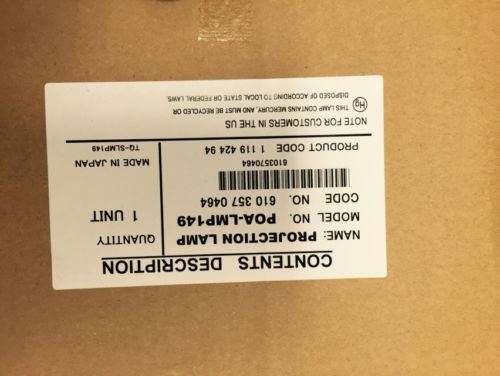 CONTENTS DESCRIPTION
NAME: PROJECTION LAMP
MODEL NO. POA-LMP149
CODE NO. 610 357 0464
6103570464
PRODUCT CODE 1 119 424 94
QUANTITY
1 UNIT
MADE IN JAPAN
TQ-SLMP149
NOTE FOR CUSTOMERS IN THE US
Hg THIS LAMP CONTAINS MERCURY, AND MUST BE RECYCLED OR
DISPOSED OF ACCORDING TO LOCAL STATE OR FEDERAL LAWS.